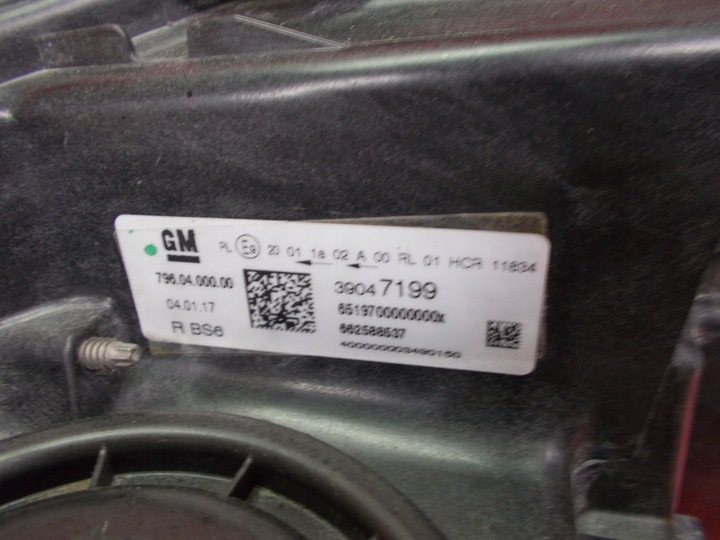 GM PL E9 20 01 1a 02 A 00 RL 01 HCR 11834
796.04.000.00
04.01.17
R BS6
39047199
6519700000000x
662588537
40000003490150